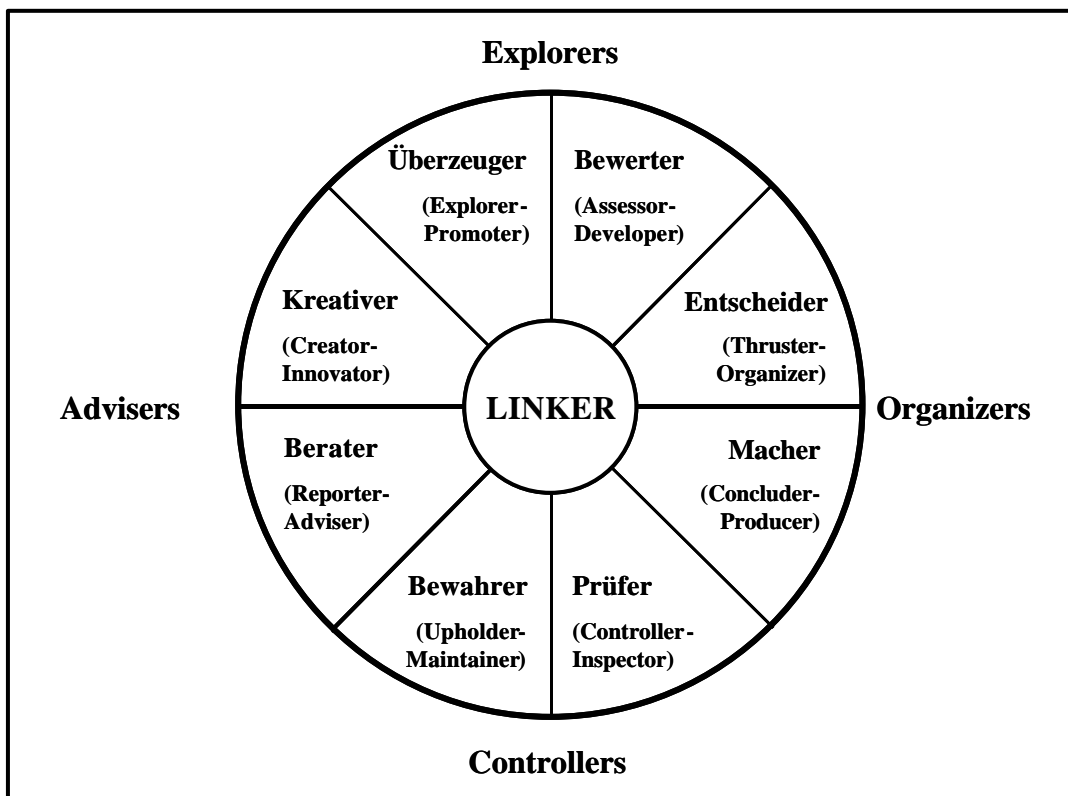 Explorers
Überzeuger
(Explorer-
Promoter)
Bewerter
(Assessor-
Developer)
Kreativer
(Creator-
Innovator)
Entscheider
(Thruster-
Organizer)
Advisers
LINKER
Organizers
Berater
(Reporter-
Adviser)
Macher
(Concluder-
Producer)
Bewahrer
(Upholder-
Maintainer)
Prüfer
(Controller-
Inspector)
Controllers